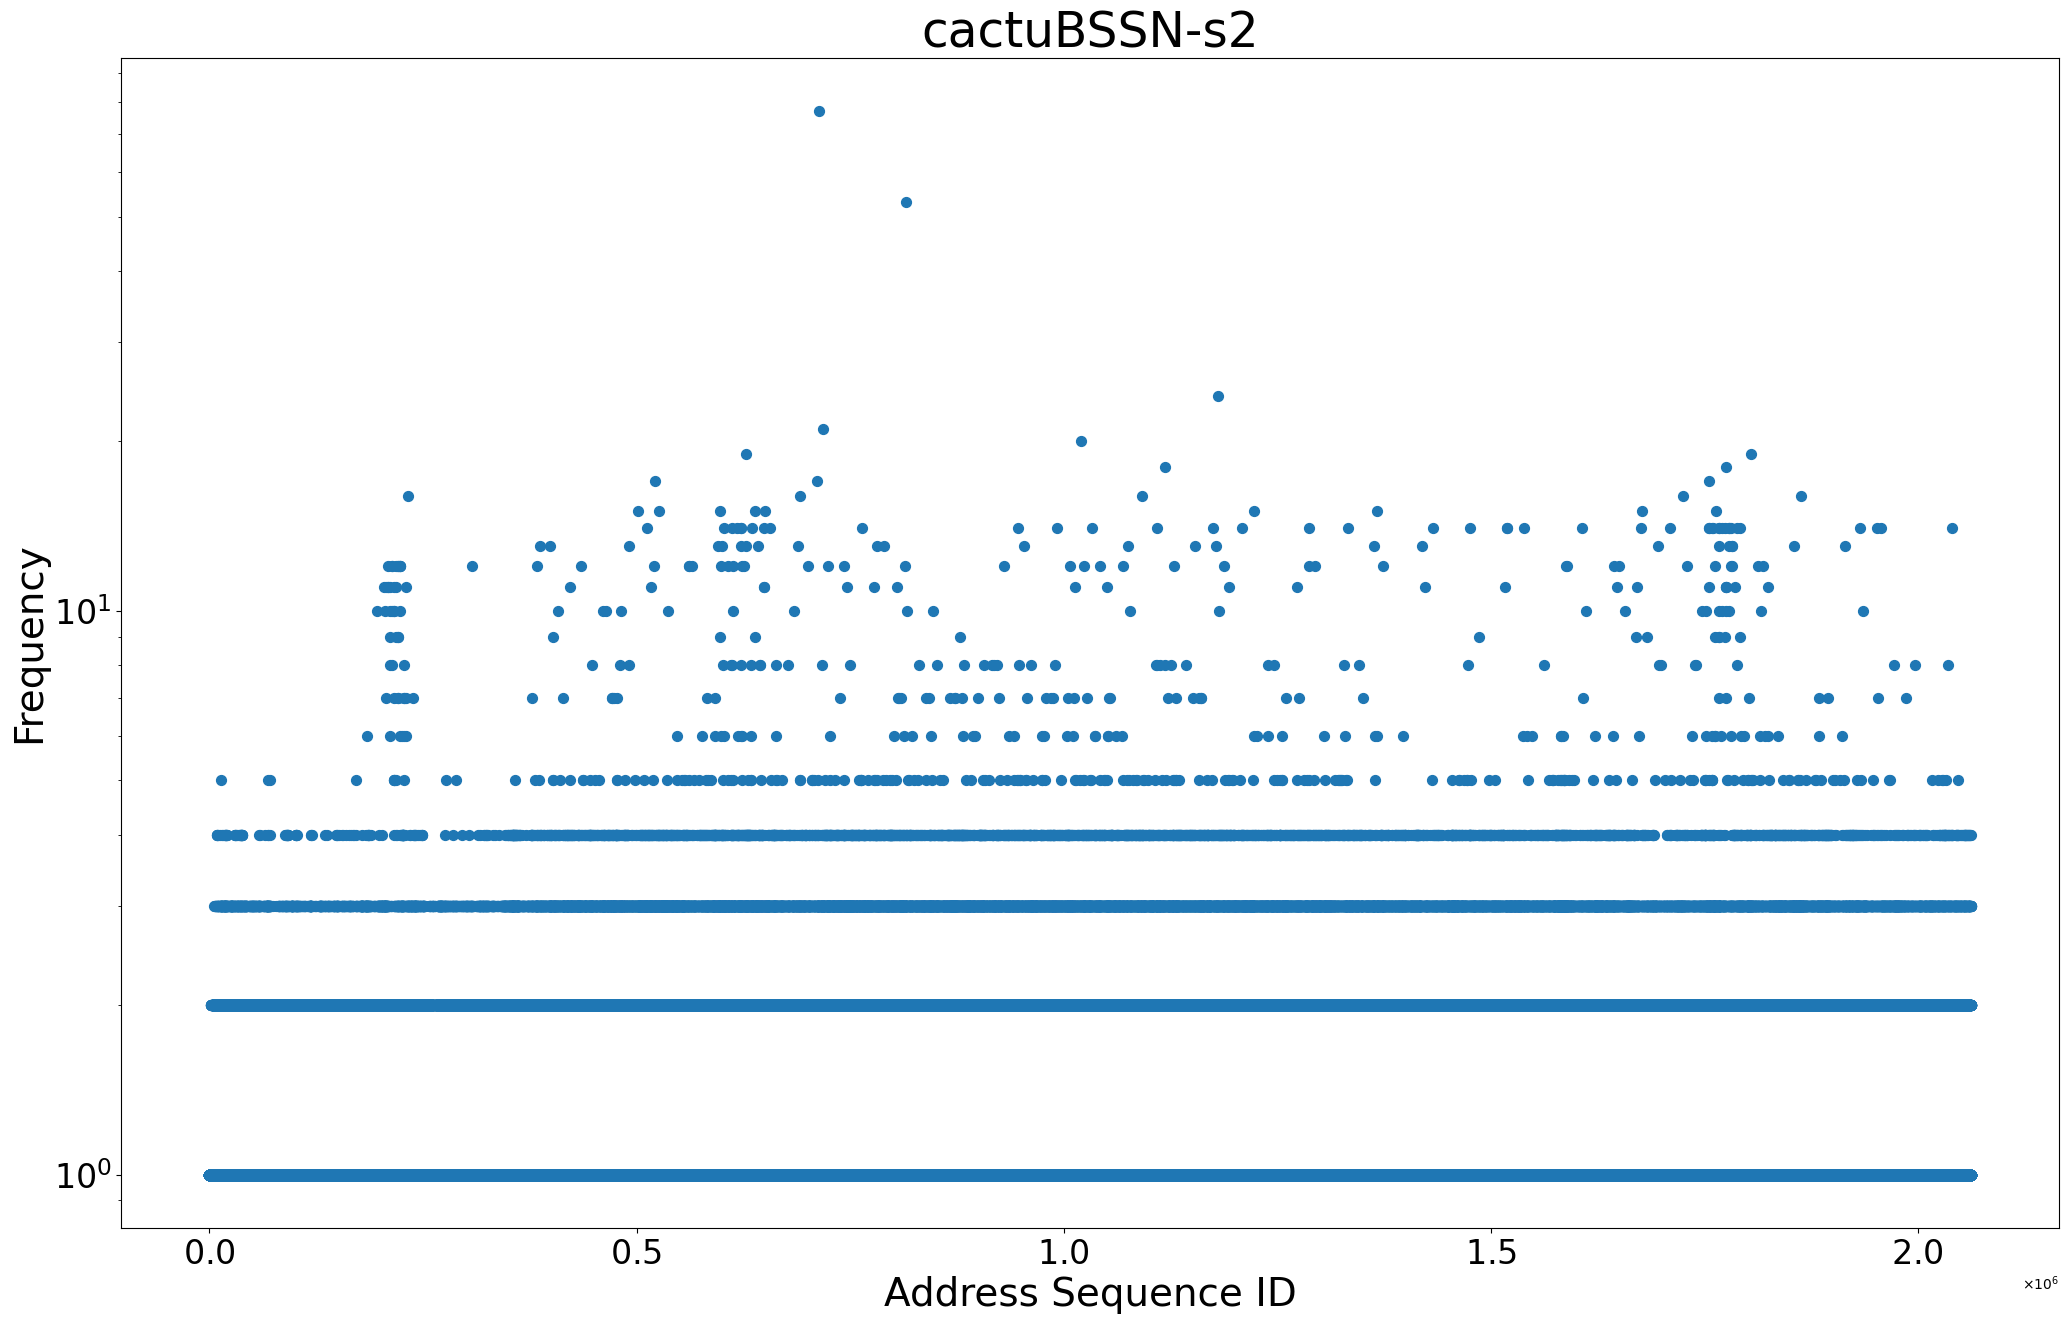 cactuBSSN-s2
Frequency
10¹
10⁰
0.0 0.5 1.0 1.5 2.0
×10⁶
Address Sequence ID